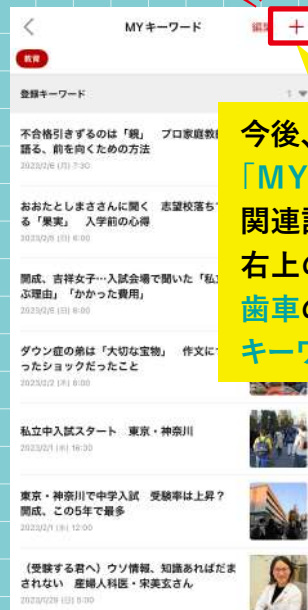 MYキーワード
編集
教育
登録キーワード
1
不合格引きずるのは「親」 プロ家庭教師
語る、前を向くための方法
2023/2/6 (月) 7:30
おおたとしまささんに聞く 志望校落ち
る「果実」 入学前の心得
2023/2/5 (日) 6:00
開成、吉祥女子…入試会場で聞いた「私
ぶ理由」「かかった費用」
2023/2/5 (日) 6:00
ダウン症の弟は「大切な宝物」 作文に
ったショックだったこと
2023/2/2 (木) 8:00
私立中入試スタート 東京・神奈川
2023/2/1 (水) 16:30
東京・神奈川で中学入試 受験率は上昇?
開成、この5年で最多
2023/2/1 (水) 12:00
(受験する君へ)ウソ情報、知識あればだま
されない 産婦人科医・宋美玄さん
2023/1/29 (日) 5:00
今後、
「MY
関連
右上の
歯車の
キーワ